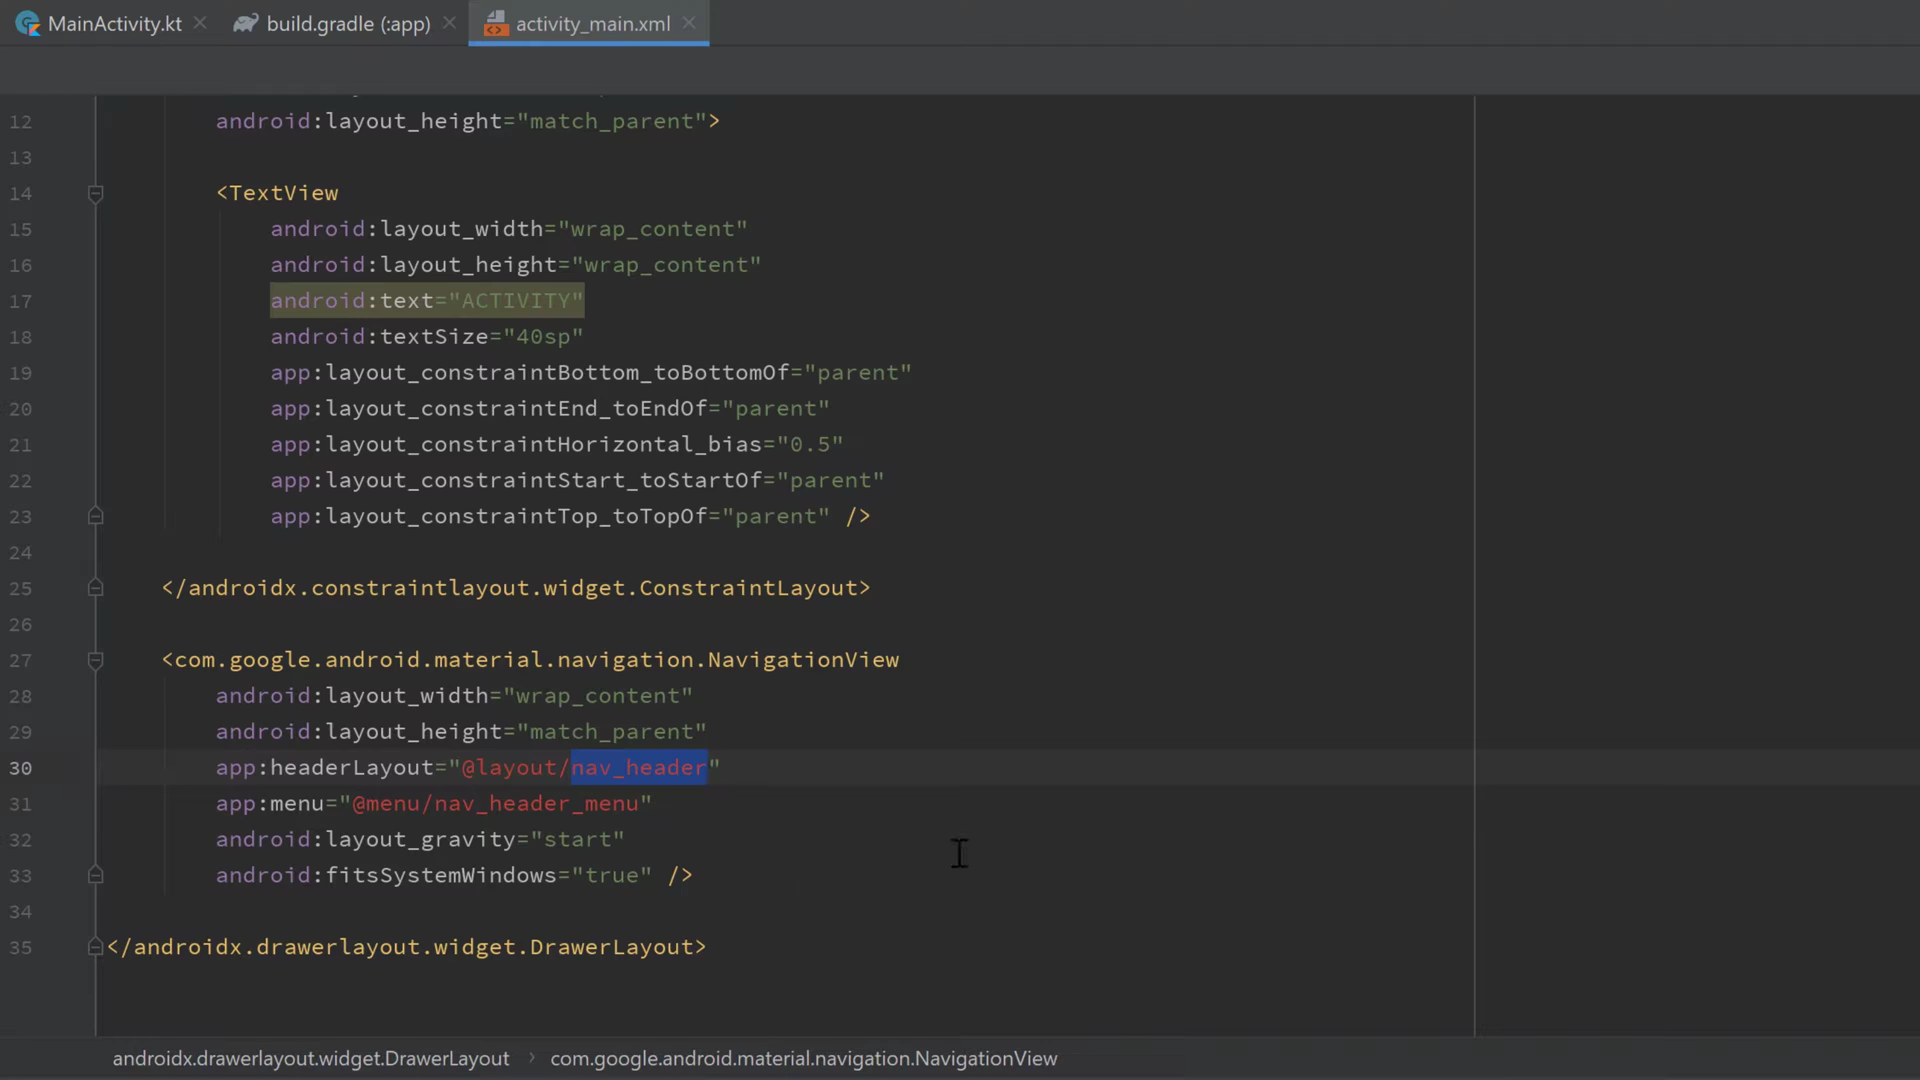 MainActivity.kt
build.gradle (:app)
activity_main.xml
12 android:layout_height="match_parent">
13
14 <TextView
15 android:layout_width="wrap_content"
16 android:layout_height="wrap_content"
17 android:text="ACTIVITY"
18 android:textSize="40sp"
19 app:layout_constraintBottom_toBottomOf="parent"
20 app:layout_constraintEnd_toEndOf="parent"
21 app:layout_constraintHorizontal_bias="0.5"
22 app:layout_constraintStart_toStartOf="parent"
23 app:layout_constraintTop_toTopOf="parent" />
24
25 </androidx.constraintlayout.widget.ConstraintLayout>
26
27 <com.google.android.material.navigation.NavigationView
28 android:layout_width="wrap_content"
29 android:layout_height="match_parent"
30 app:headerLayout="@layout/nav_header"
31 app:menu="@menu/nav_header_menu"
32 android:layout_gravity="start"
33 android:fitsSystemWindows="true" />
34
35 </androidx.drawerlayout.widget.DrawerLayout>
androidx.drawerlayout.widget.DrawerLayout › com.google.android.material.navigation.NavigationView